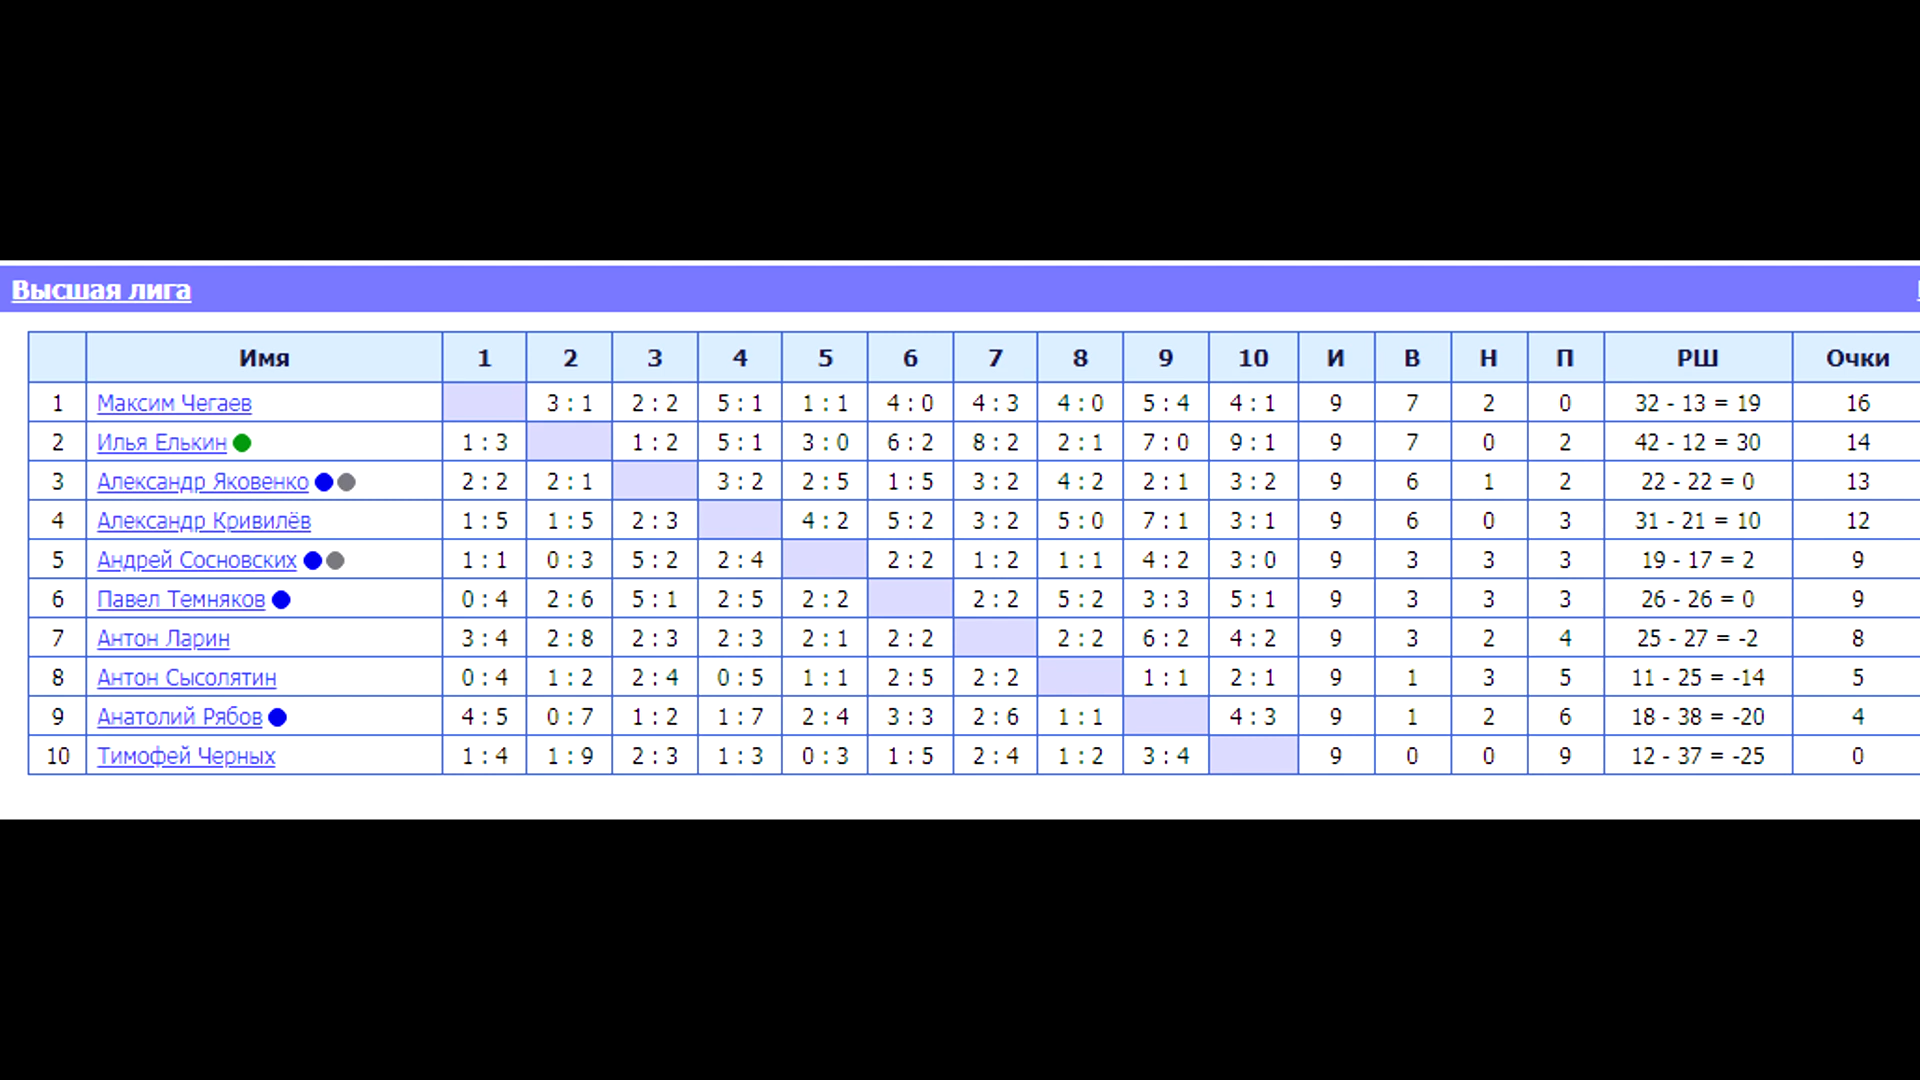 Высшая лига
Имя 1 2 3 4 5 6 7 8 9 10 И В Н П РШ Очки
1 Максим Чегаев 3 : 1 2 : 2 5 : 1 1 : 1 4 : 0 4 : 3 4 : 0 5 : 4 4 : 1 9 7 2 0 32 - 13 = 19 16
2 Илья Елькин 1 : 3 1 : 2 5 : 1 3 : 0 6 : 2 8 : 2 2 : 1 7 : 0 9 : 1 9 7 0 2 42 - 12 = 30 14
3 Александр Яковенко 2 : 2 2 : 1 3 : 2 2 : 5 1 : 5 3 : 2 4 : 2 2 : 1 3 : 2 9 6 1 2 22 - 22 = 0 13
4 Александр Кривилёв 1 : 5 1 : 5 2 : 3 4 : 2 5 : 2 3 : 2 5 : 0 7 : 1 3 : 1 9 6 0 3 31 - 21 = 10 12
5 Андрей Сосновских 1 : 1 0 : 3 5 : 2 2 : 4 2 : 2 1 : 2 1 : 1 4 : 2 3 : 0 9 3 3 3 19 - 17 = 2 9
6 Павел Темняков 0 : 4 2 : 6 5 : 1 2 : 5 2 : 2 2 : 2 5 : 2 3 : 3 5 : 1 9 3 3 3 26 - 26 = 0 9
7 Антон Ларин 3 : 4 2 : 8 2 : 3 2 : 3 2 : 1 2 : 2 2 : 2 6 : 2 4 : 2 9 3 2 4 25 - 27 = -2 8
8 Антон Сысолятин 0 : 4 1 : 2 2 : 4 0 : 5 1 : 1 2 : 5 2 : 2 1 : 1 2 : 1 9 1 3 5 11 - 25 = -14 5
9 Анатолий Рябов 4 : 5 0 : 7 1 : 2 1 : 7 2 : 4 3 : 3 2 : 6 1 : 1 4 : 3 9 1 2 6 18 - 38 = -20 4
10 Тимофей Черных 1 : 4 1 : 9 2 : 3 1 : 3 0 : 3 1 : 5 2 : 4 1 : 2 3 : 4 9 0 0 9 12 - 37 = -25 0